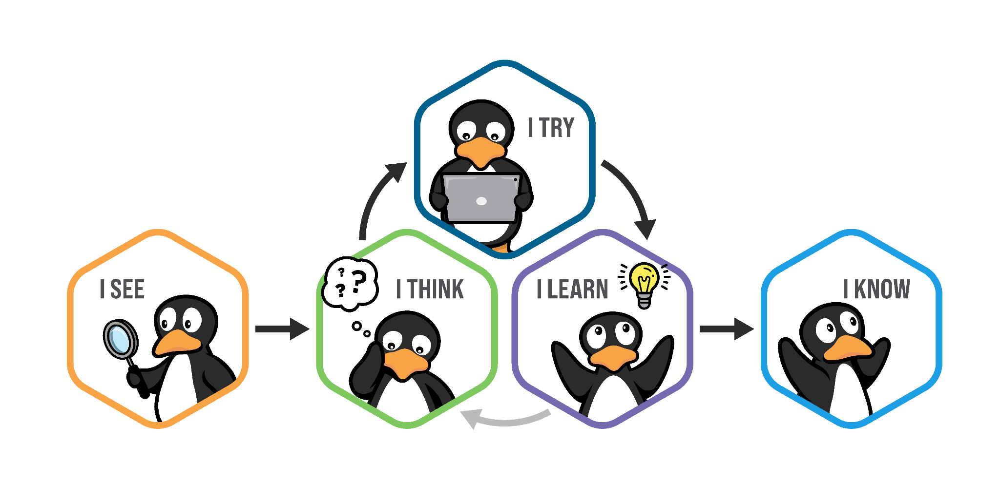 I SEE
I THINK
? ? ?
I TRY
I LEARN
I KNOW